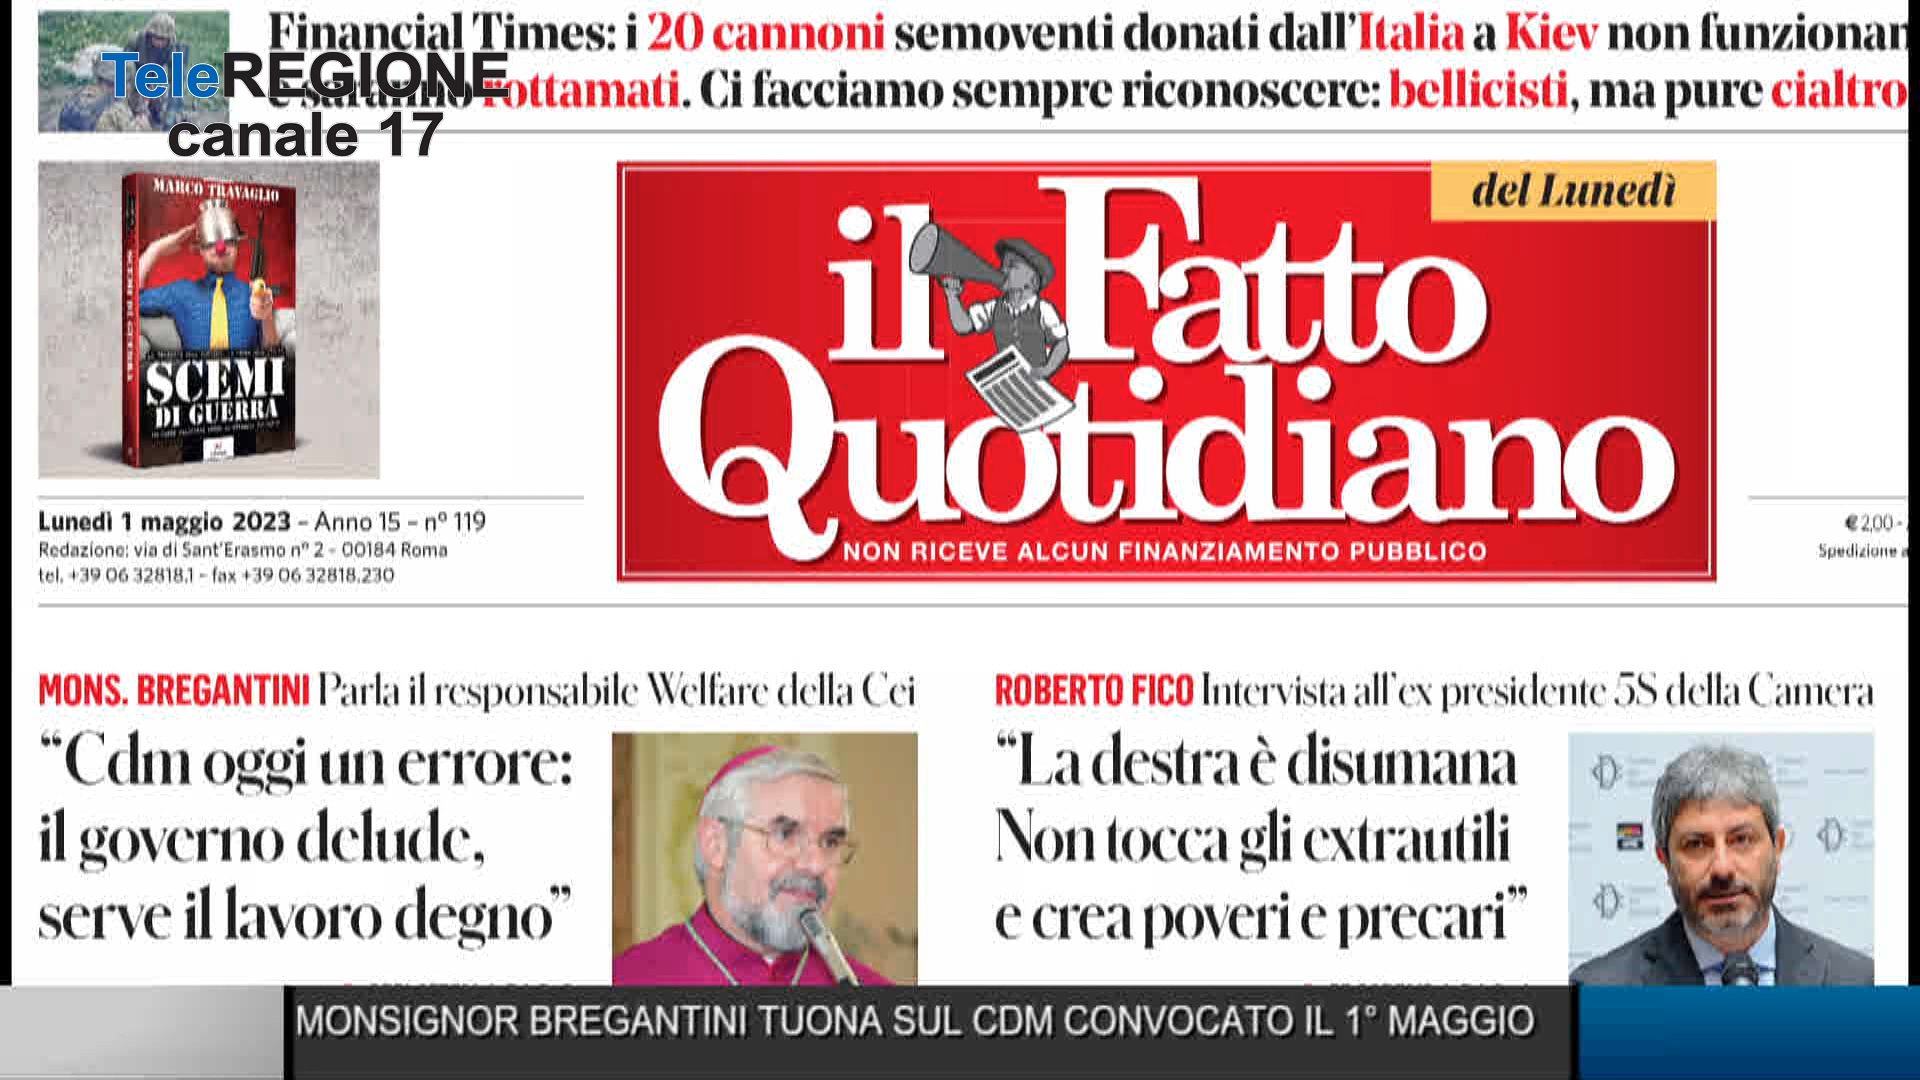 Financial Times: i 20 cannoni semoventi donati dall'Italia a Kiev non funzionan
e saranno rottamati. Ci facciamo sempre riconoscere: bellicisti, ma pure cialtro
TeleREGIONE
canale 17
MARCO TRAVAGLIO
SCEMI
DI GUERRA
del Lunedì
il Fatto
Quotidiano
NON RICEVE ALCUN FINANZIAMENTO PUBBLICO
Lunedì 1 maggio 2023 – Anno 15 – n° 119
Redazione: via di Sant'Erasmo n° 2 - 00184 Roma
tel. +39 06 32818.1 – fax +39 06 32818.230
€ 2,00 -
Spedizione a
MONS. BREGANTINI Parla il responsabile Welfare della Cei
“Cdm oggi un errore:
il governo delude,
serve il lavoro degno”
ROBERTO FICO Intervista all'ex presidente 5S della Camera
“La destra è disumana
Non tocca gli extrautili
e crea poveri e precari”
MONSIGNOR BREGANTINI TUONA SUL CDM CONVOCATO IL 1° MAGGIO